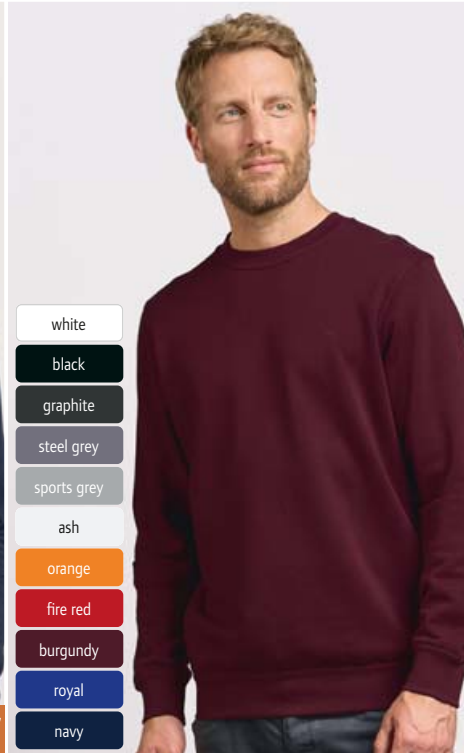 white
black
graphite
steel grey
sports grey
ash
orange
fire red
burgundy
royal
navy